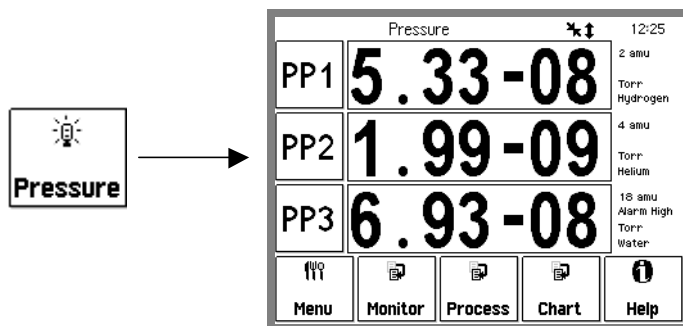 Pressure
Pressure 12:25
PP1 5.33-08 2 amu
Torr
Hydrogen
PP2 1.99-09 4 amu
Torr
Helium
PP3 6.93-08 18 amu
Alarm High
Torr
Water
Menu Monitor Process Chart Help